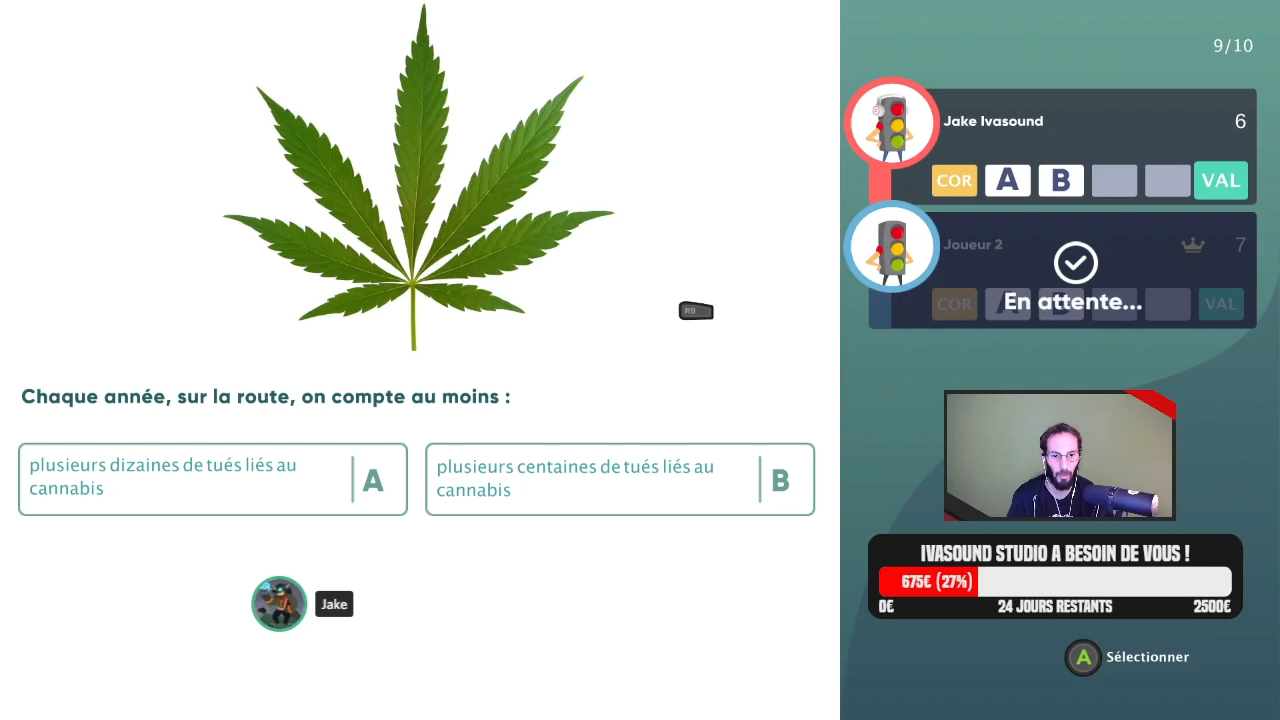 9/10
Jake Ivasound
6
COR A B VAL
Joueur 2
7
En attente...
COR A B VAL
RB
Chaque année, sur la route, on compte au moins :
plusieurs dizaines de tués liés au
cannabis
A
plusieurs centaines de tués liés au
cannabis
B
Jake
IVASOUND STUDIO A BESOIN DE VOUS !
675€ (27%)
0€ 24 JOURS RESTANTS 2500€
A Sélectionner